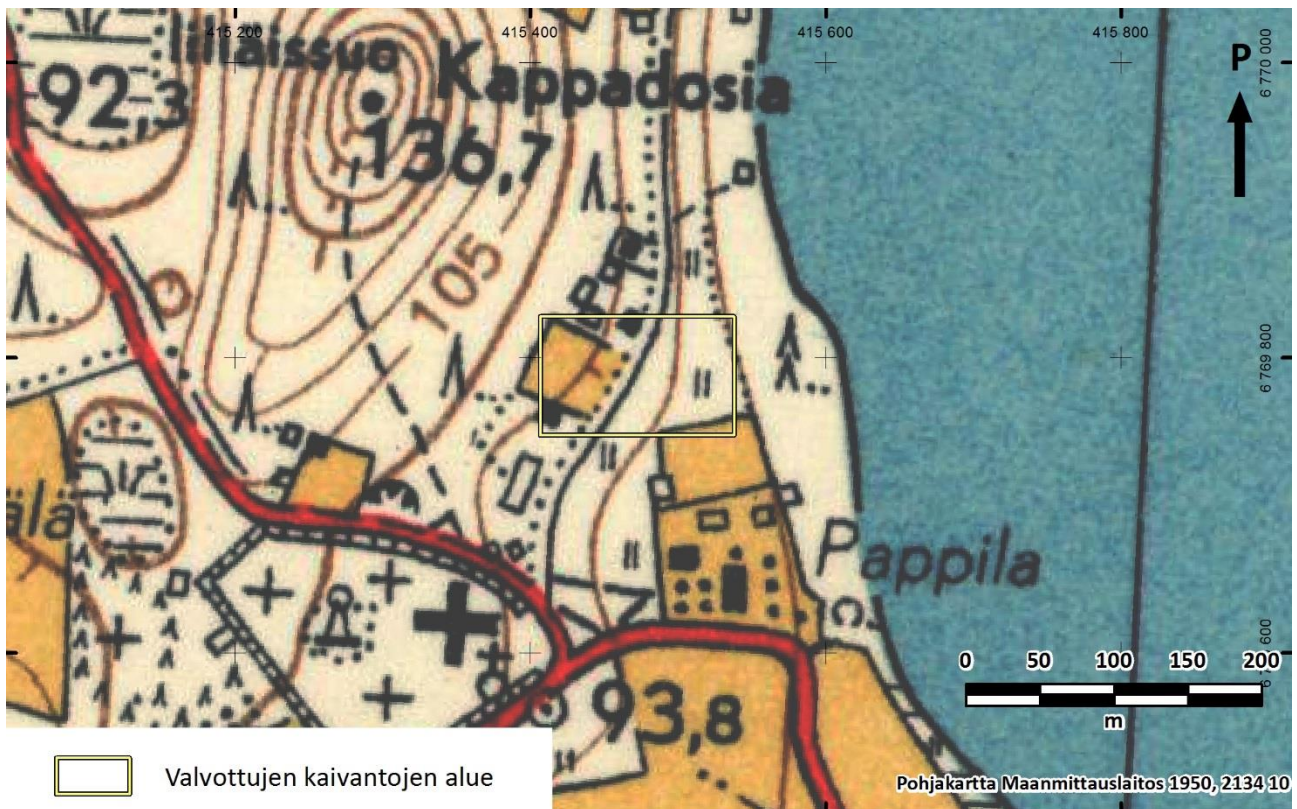 415 200
415 400
415 600
415 800
Kappadosia
92,3
136,7
P
6 770 000
105
6 769 800
älä
Pappila
93,8
0 50 100 150 200
m
Valvottujen kaivantojen alue
Pohjakartta Maanmittauslaitos 1950, 2134 10